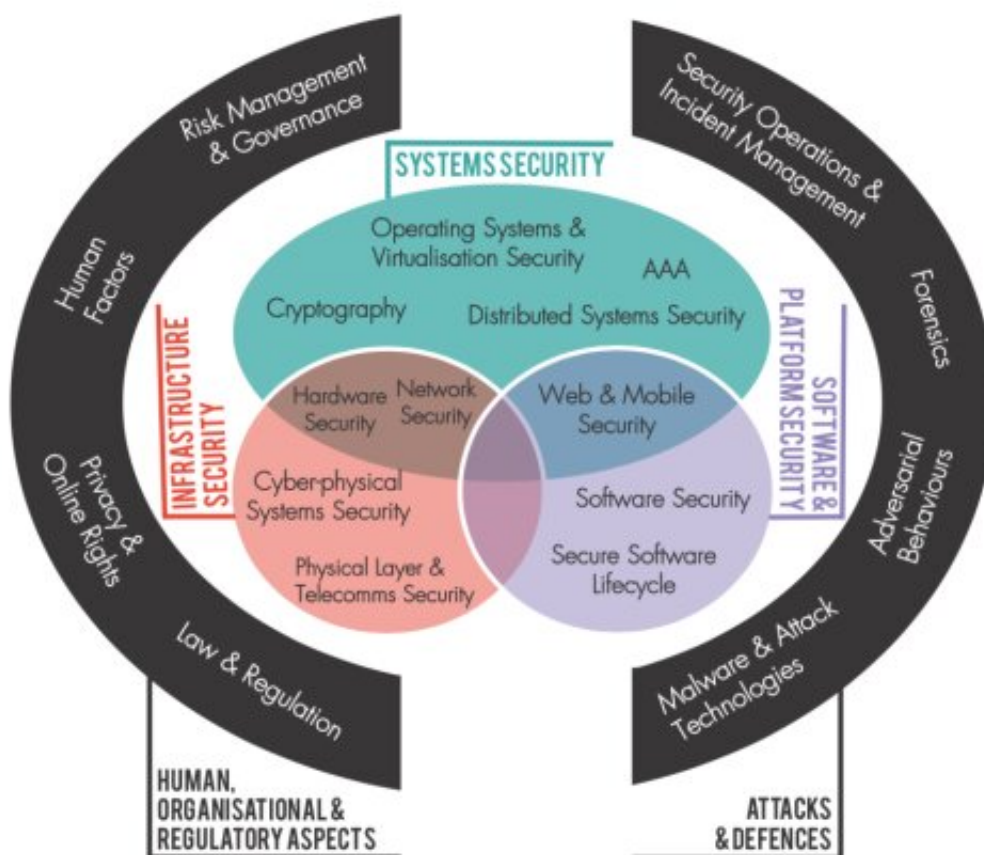 Risk Management
& Governance
Human
Factors
Privacy &
Online Rights
Law & Regulation
HUMAN,
ORGANISATIONAL &
REGULATORY ASPECTS
SYSTEMS SECURITY
Operating Systems &
Virtualisation Security
AAA
Cryptography
Distributed Systems Security
INFRASTRUCTURE
SECURITY
Hardware
Security
Network
Security
Cyber-physical
Systems Security
Physical Layer &
Telecomms Security
Web & Mobile
Security
Software Security
Secure Software
Lifecycle
SOFTWARE &
PLATFORM SECURITY
Security Operations &
Incident Management
Forensics
Adversarial
Behaviours
Malware & Attack
Technologies
ATTACKS
& DEFENCES